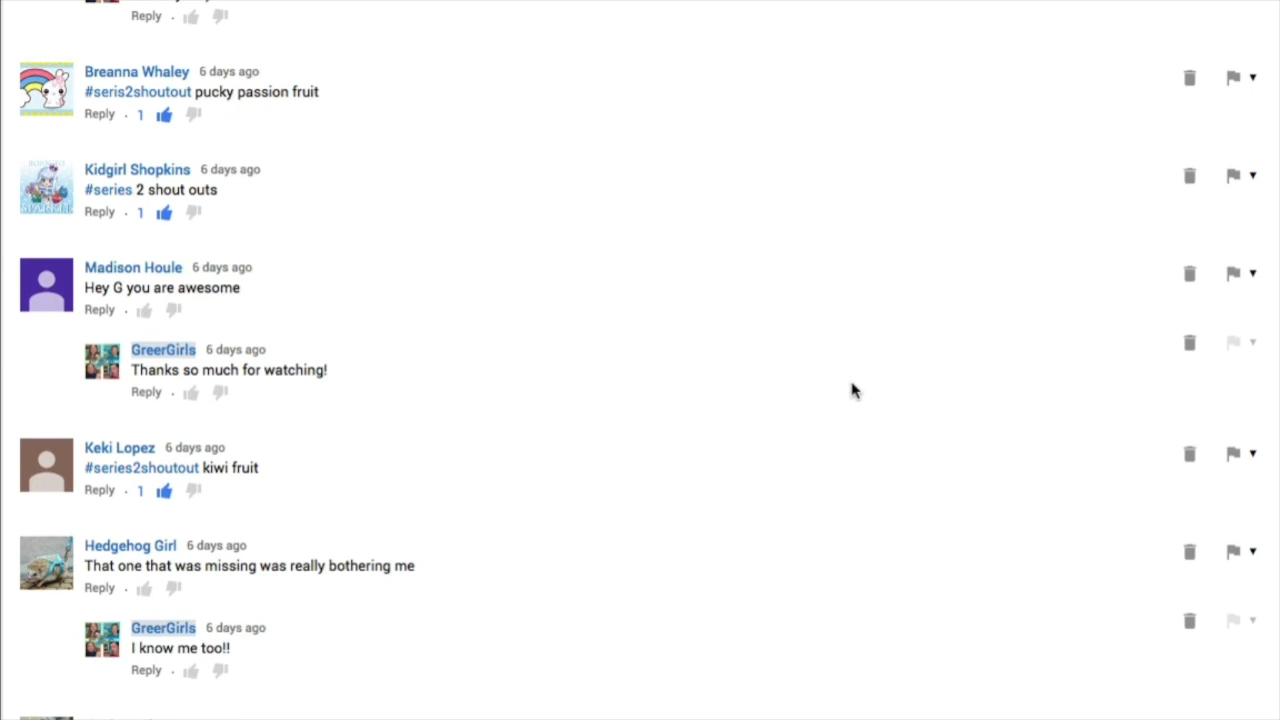 Reply .
Breanna Whaley 6 days ago
#seris2shoutout pucky passion fruit
Reply . 1
Kidgirl Shopkins 6 days ago
#series 2 shout outs
Reply . 1
Madison Houle 6 days ago
Hey G you are awesome
Reply .
GreerGirls 6 days ago
Thanks so much for watching!
Reply .
Keki Lopez 6 days ago
#series2shoutout kiwi fruit
Reply . 1
Hedgehog Girl 6 days ago
That one that was missing was really bothering me
Reply .
GreerGirls 6 days ago
I know me too!!
Reply .